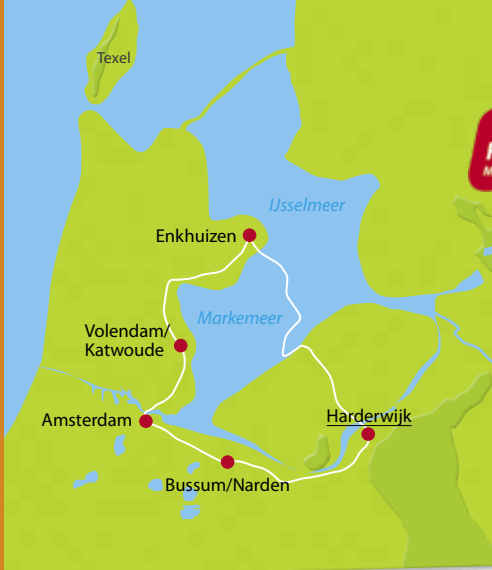 Texel
IJsselmeer
Enkhuizen
Markemeer
Volendam/
Katwoude
Amsterdam
Harderwijk
Bussum/Narden